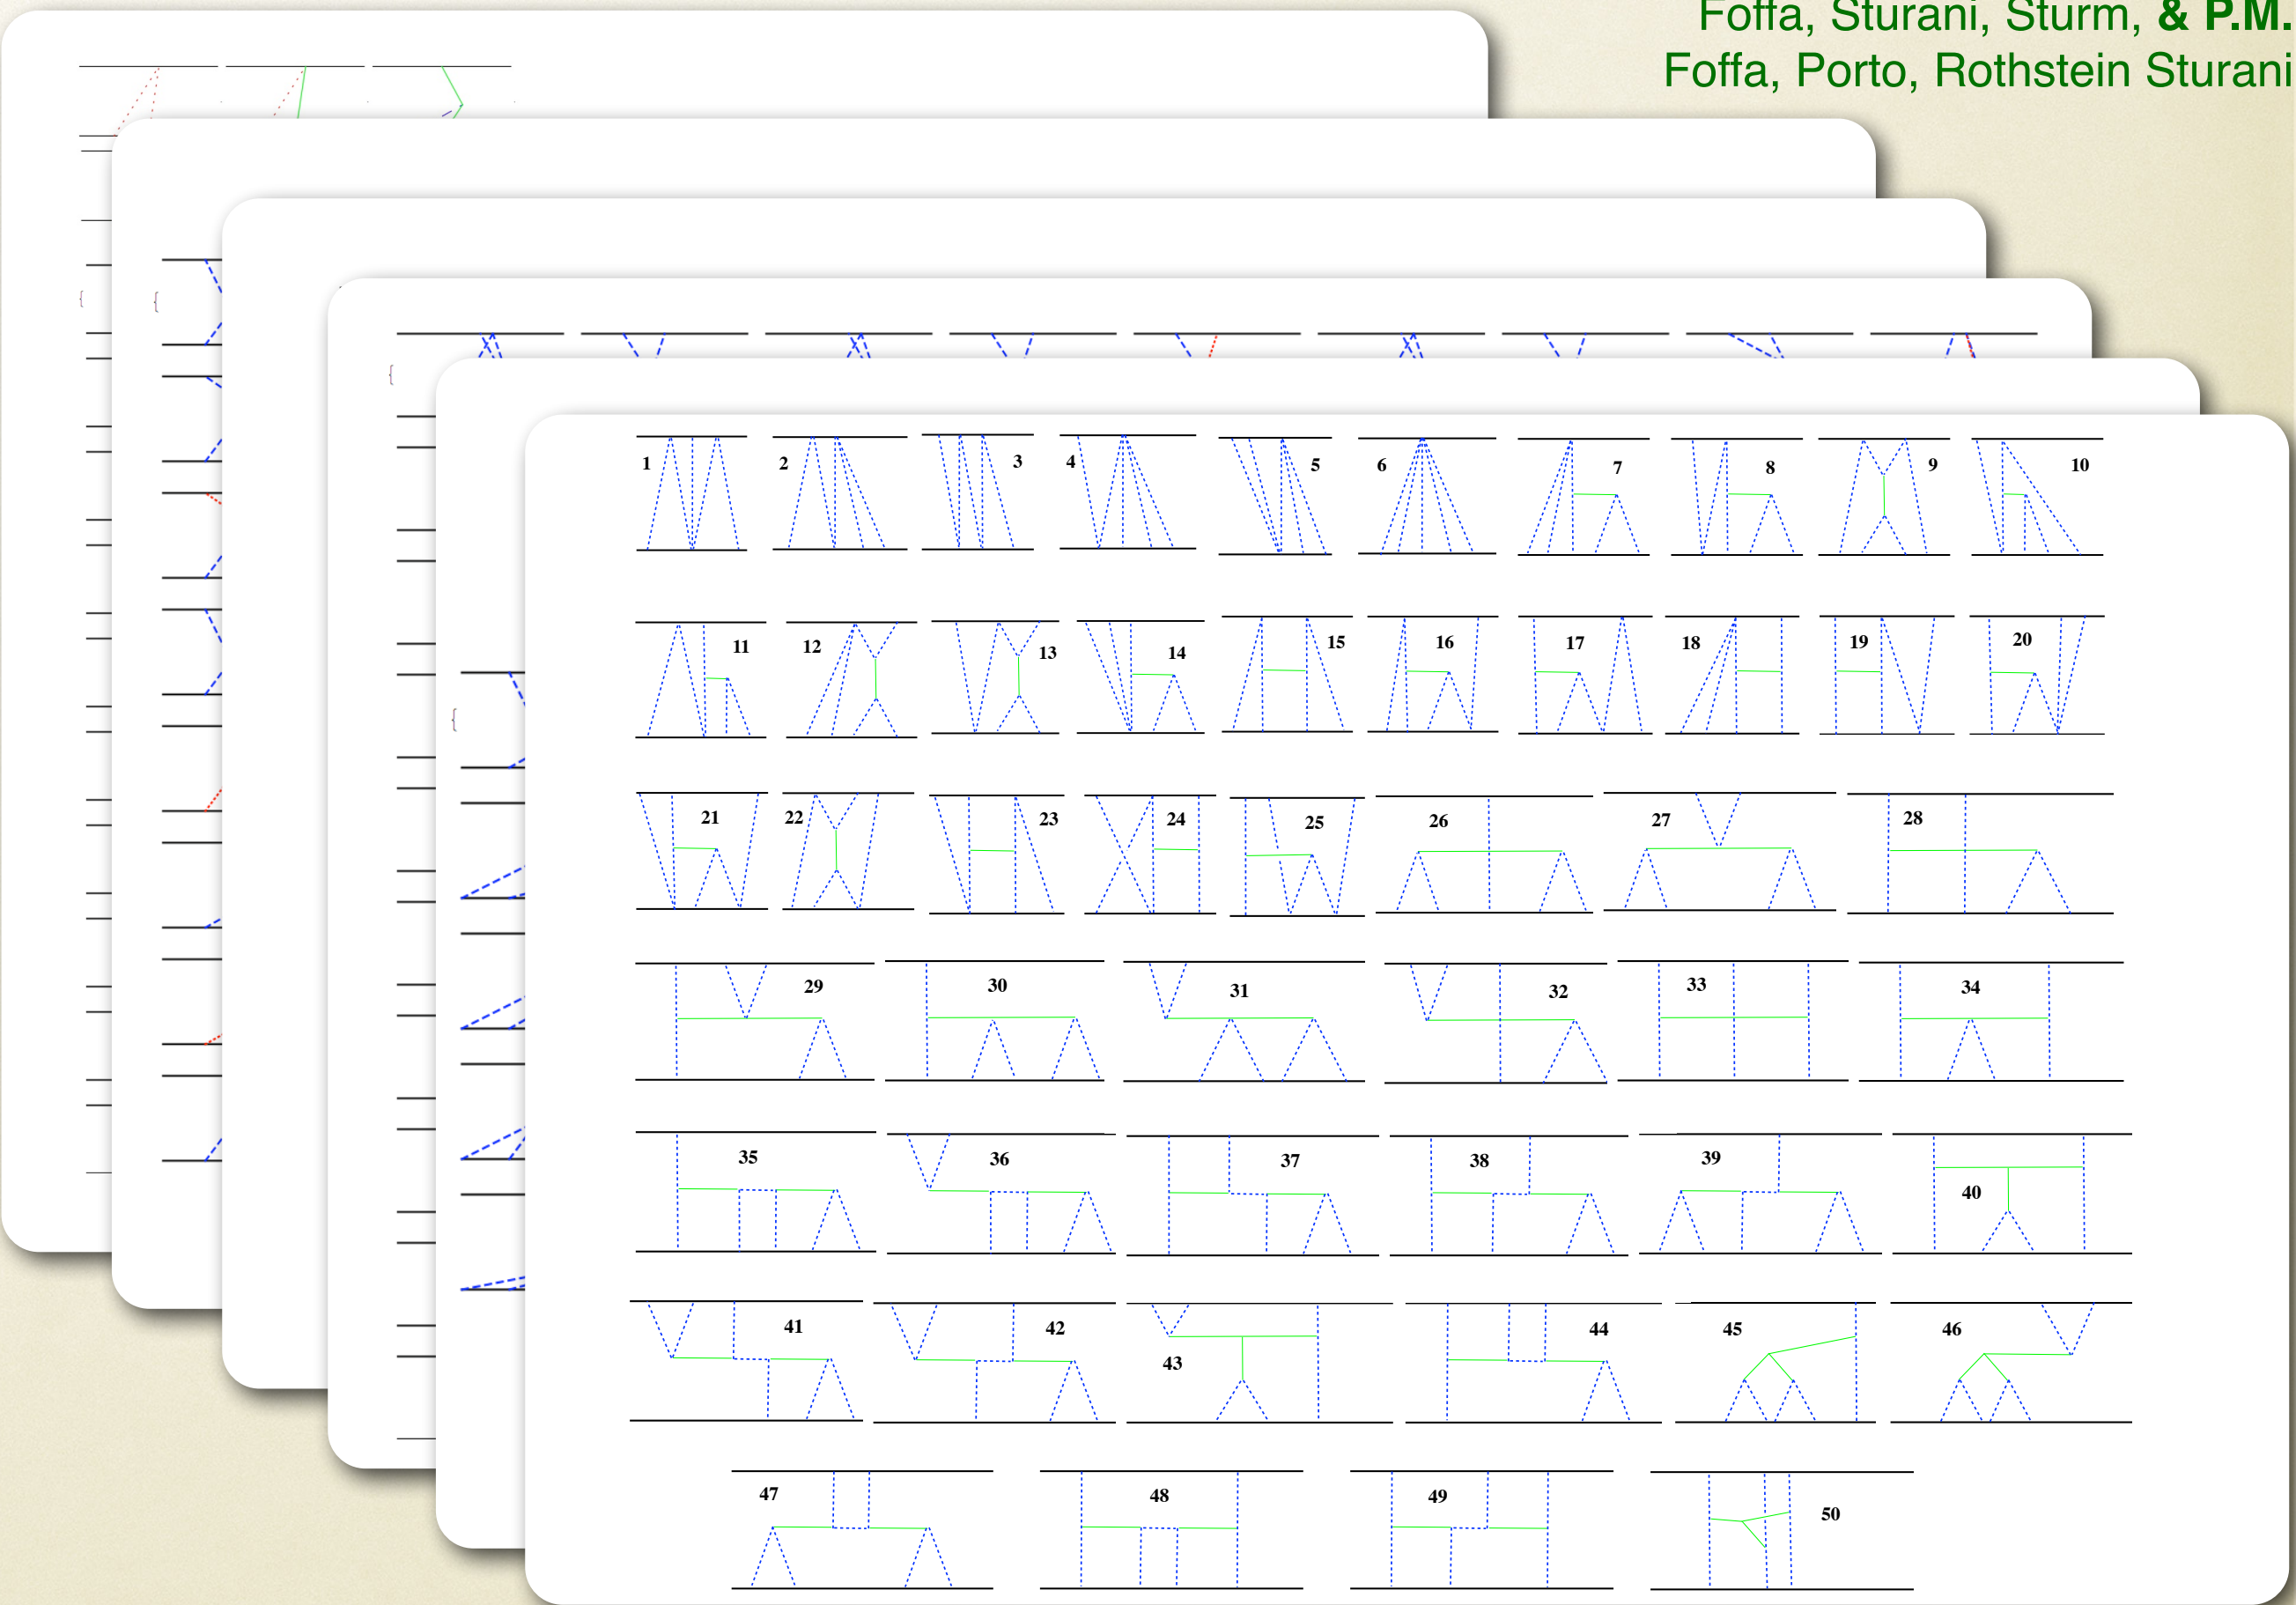 Foffa, Sturani, Sturm, & P.M.
Foffa, Porto, Rothstein Sturani
{
{
{
{
1 2 3 4 5 6 7 8 9 10
11 12 13 14 15 16 17 18 19 20
21 22 23 24 25 26 27 28
29 30 31 32 33 34
35 36 37 38 39 40
41 42 43 44 45 46
47 48 49 50